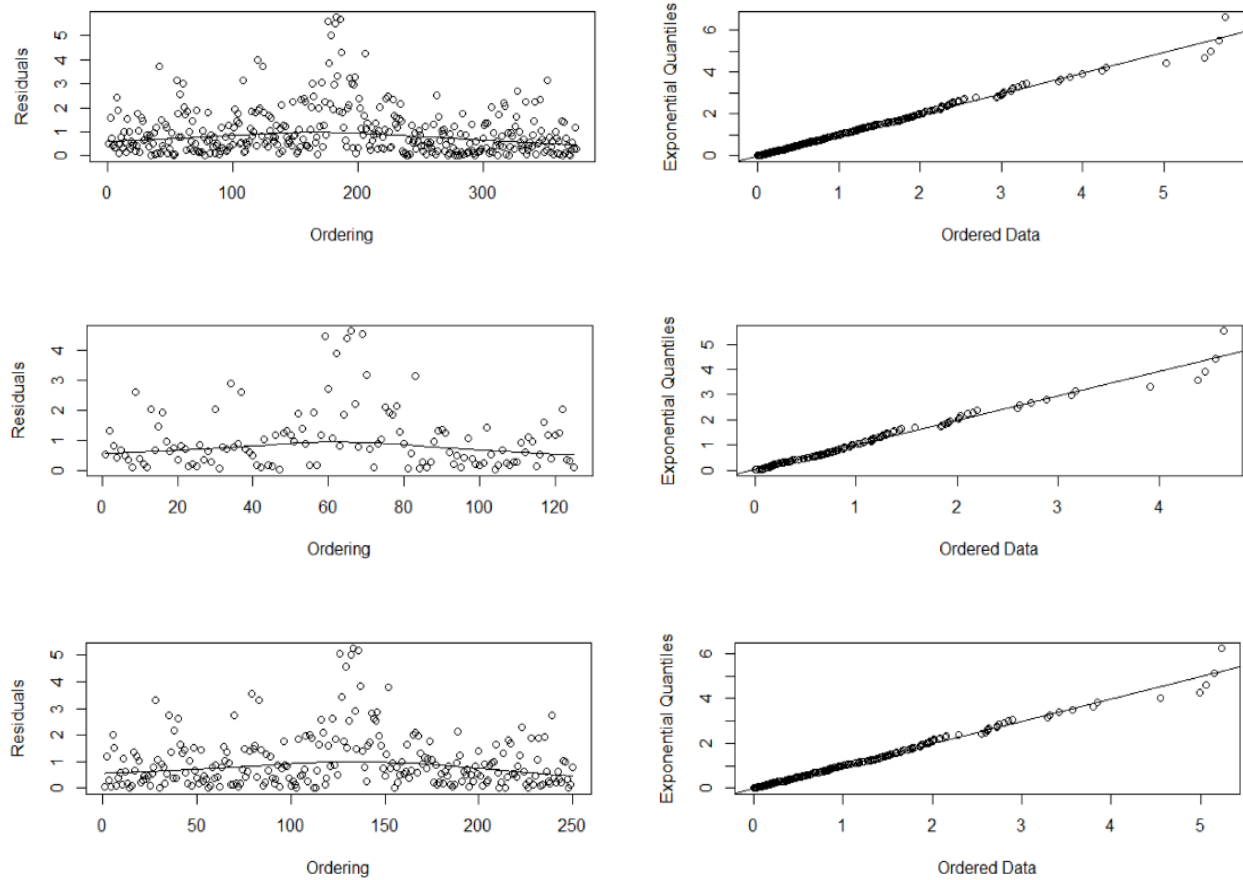 Residuals
0 1 2 3 4 5
0 100 200 300
Ordering
Exponential Quantiles
0 2 4 6
0 1 2 3 4 5
Ordered Data
Residuals
0 1 2 3 4
0 20 40 60 80 100 120
Ordering
Exponential Quantiles
0 1 2 3 4 5
0 1 2 3 4
Ordered Data
Residuals
0 1 2 3 4 5
0 50 100 150 200 250
Ordering
Exponential Quantiles
0 2 4 6
0 1 2 3 4 5
Ordered Data